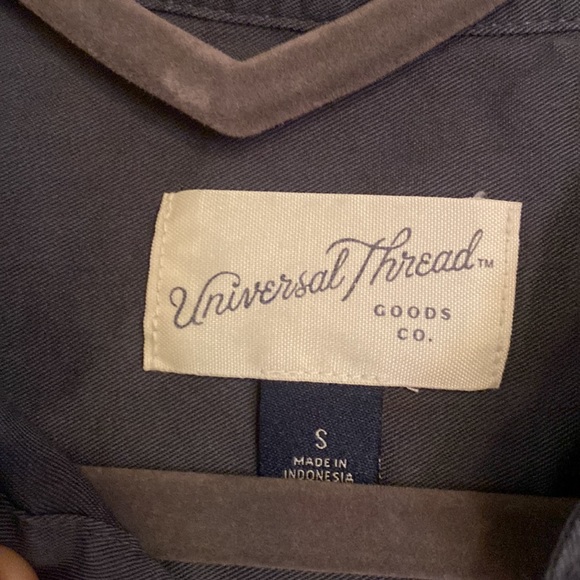 Universal Thread™
GOODS
CO.
S
MADE IN
INDONESIA